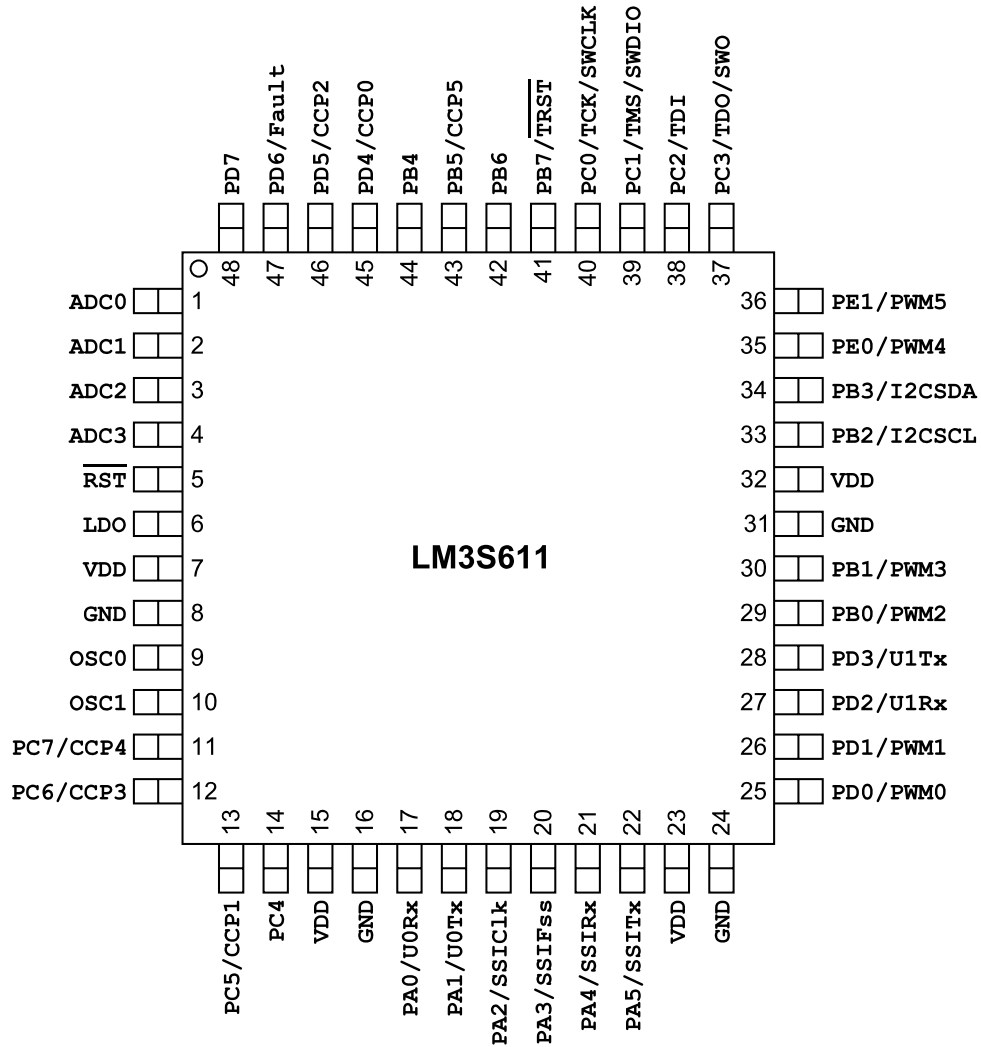 PD7
PD6/Fault
PD5/CCP2
PD4/CCP0
PB4
PB5/CCP5
PB6
PB7/TRST
PC0/TCK/SWCLK
PC1/TMS/SWDIO
PC2/TDI
PC3/TDO/SWO
48 47 46 45 44 43 42 41 40 39 38 37
ADC0 1 36 PE1/PWM5
ADC1 2 35 PE0/PWM4
ADC2 3 34 PB3/I2CSDA
ADC3 4 33 PB2/I2CSCL
RST 5 32 VDD
LDO 6 31 GND
LM3S611
VDD 7 30 PB1/PWM3
GND 8 29 PB0/PWM2
OSC0 9 28 PD3/U1Tx
OSC1 10 27 PD2/U1Rx
PC7/CCP4 11 26 PD1/PWM1
PC6/CCP3 12 25 PD0/PWM0
13 14 15 16 17 18 19 20 21 22 23 24
PC5/CCP1
PC4
VDD
GND
PA0/U0Rx
PA1/U0Tx
PA2/SSIClk
PA3/SSIFss
PA4/SSIRx
PA5/SSITx
VDD
GND